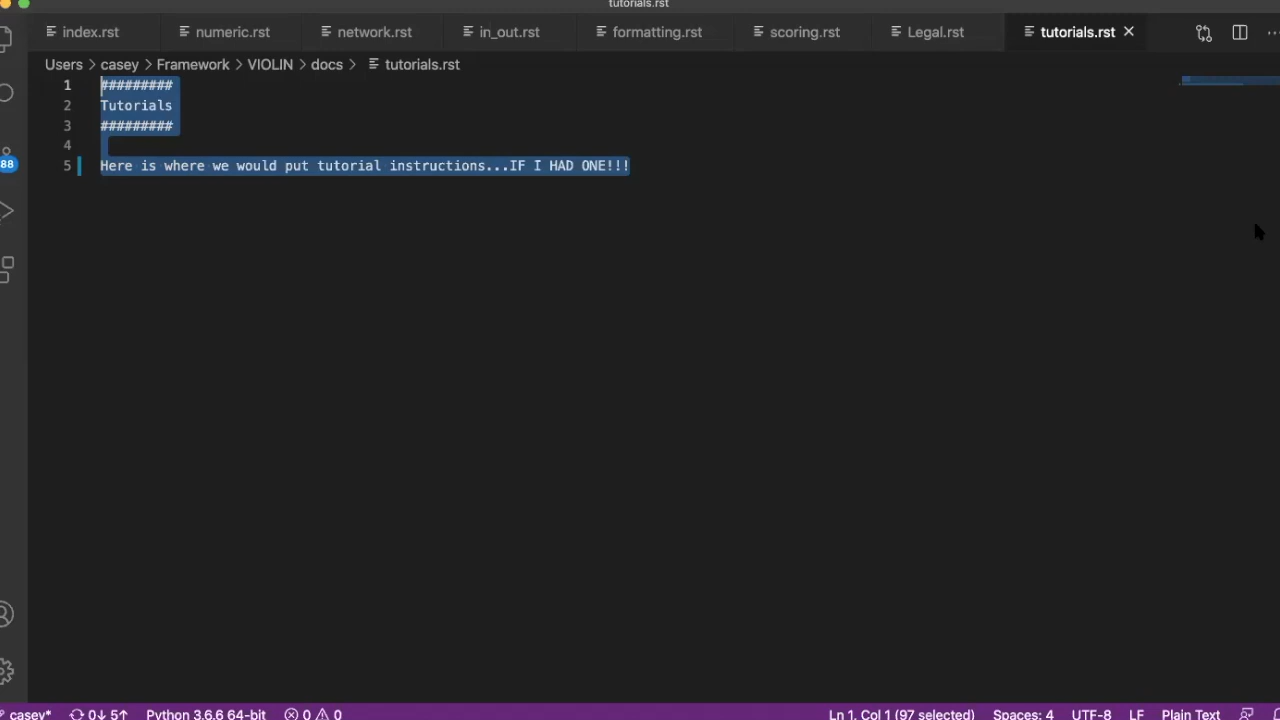 tutorials.rst
index.rst numeric.rst network.rst in_out.rst formatting.rst scoring.rst Legal.rst tutorials.rst
Users > casey > Framework > VIOLIN > docs > tutorials.rst
1 #########
2 Tutorials
3 #########
4
5 Here is where we would put tutorial instructions...IF I HAD ONE!!!
88
casey* 0↓ 5↑ Python 3.6.6 64-bit 0 0 Ln 1, Col 1 (97 selected) Spaces: 4 UTF-8 LF Plain Text